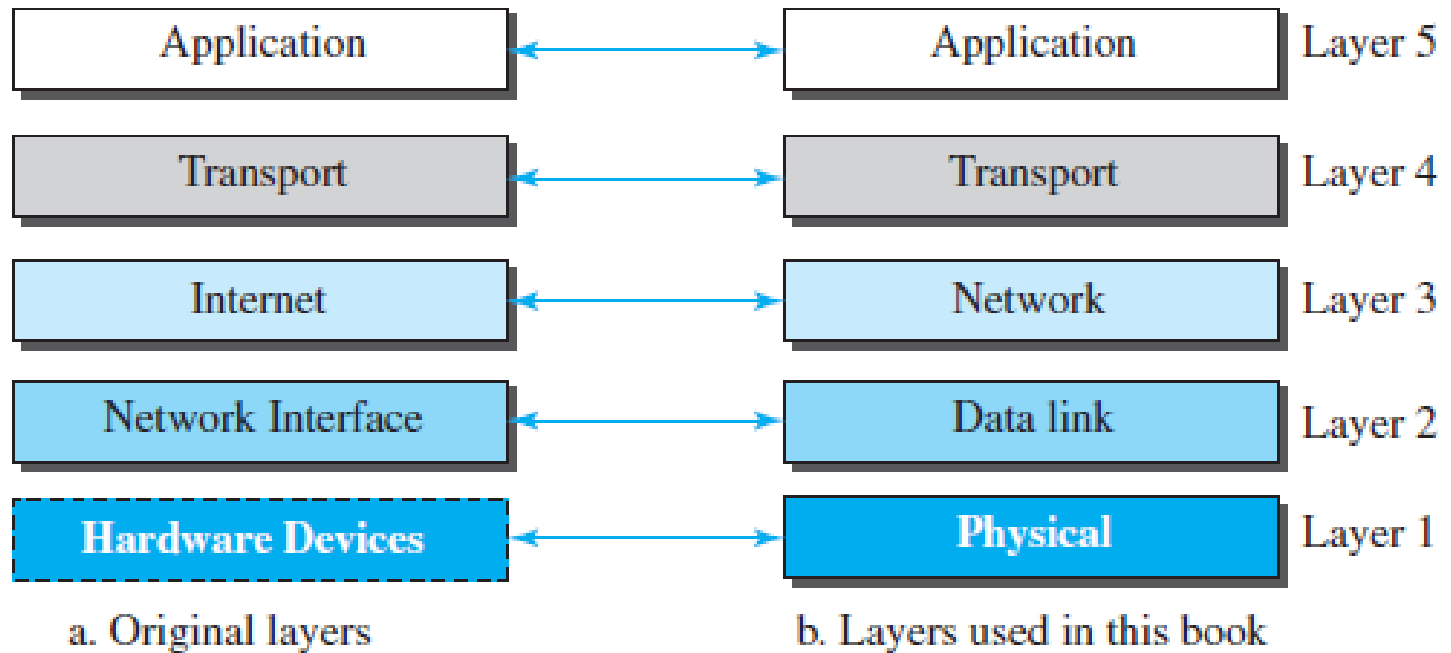 Application Application Layer 5
Transport Transport Layer 4
Internet Network Layer 3
Network Interface Data link Layer 2
Hardware Devices Physical Layer 1
a. Original layers b. Layers used in this book